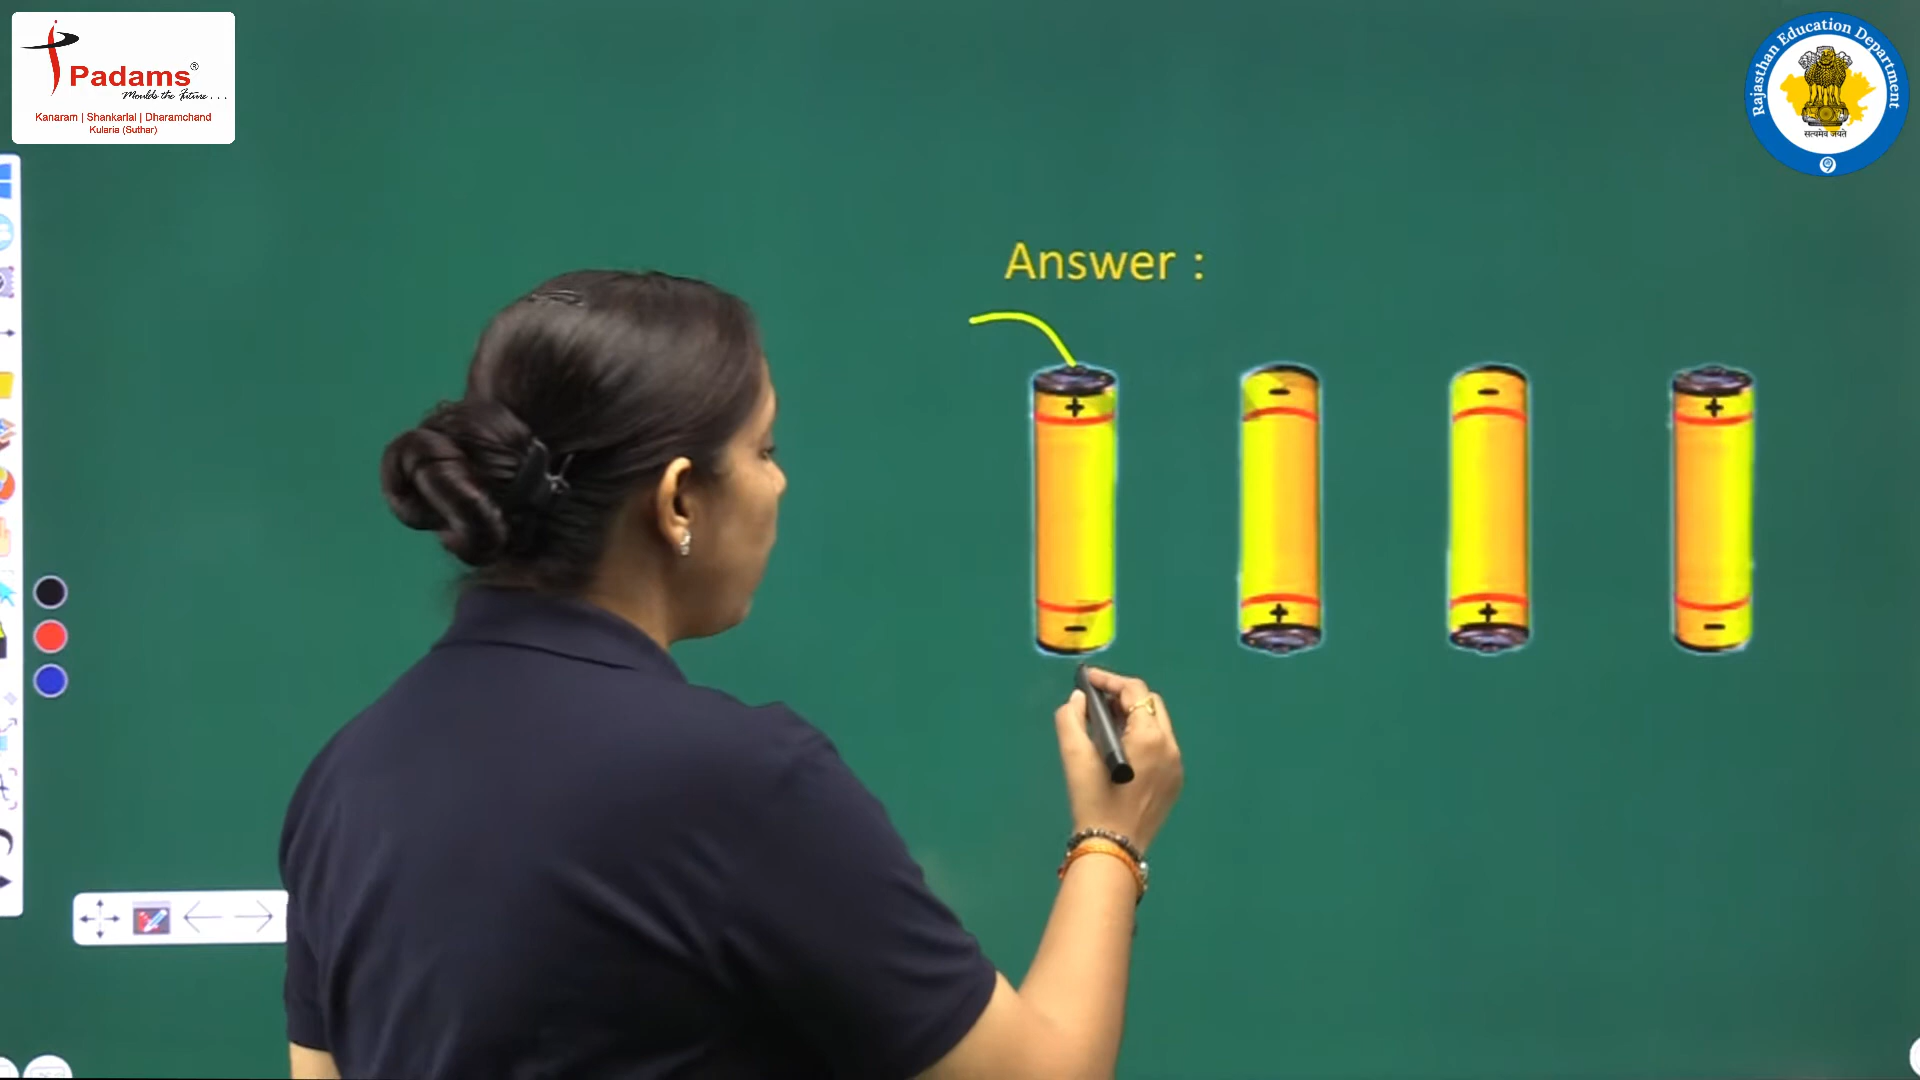 Padams®
Moulds the Future . . .
Kanaram | Shankarlal | Dharamchand
Kularia (Suthar)
Rajasthan Education Department
सत्यमेव जयते
Answer :
+
-
-
+
-
+
+
-